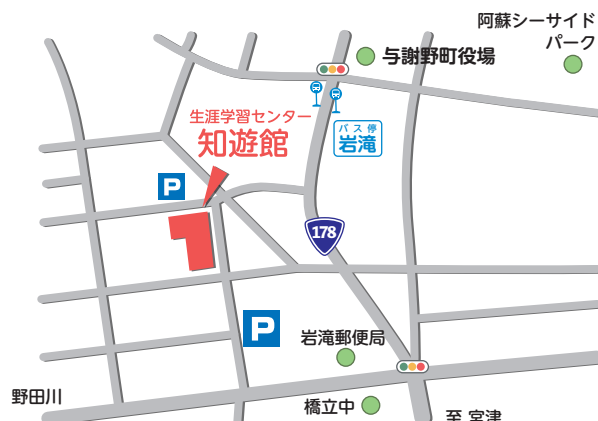 阿蘇シーサイド
パーク
与謝野町役場
生涯学習センター
知遊館
バス停
岩滝
P
178
P
岩滝郵便局
野田川
橋立中
至 宮津